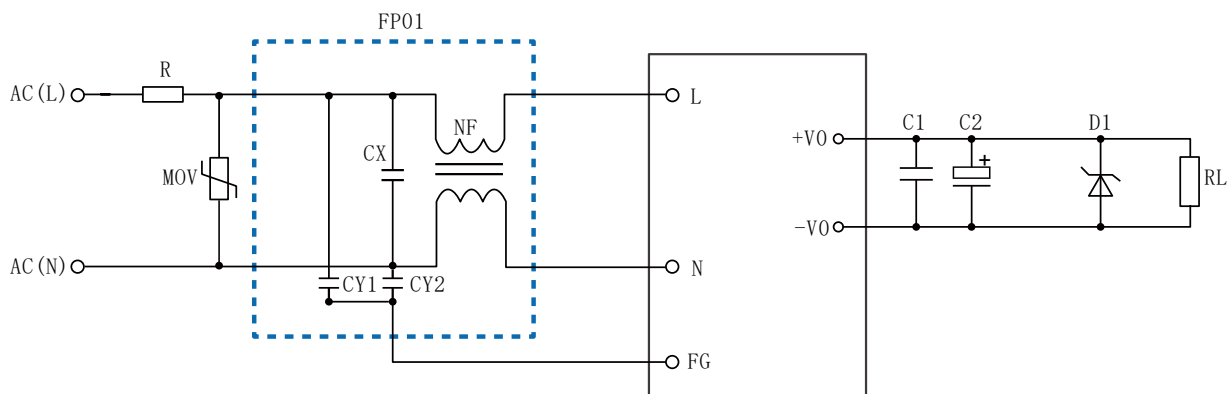 FP01
R
AC(L)
L
NF
CX
MOV
+VO
C1
C2
+
D1
RL
-VO
AC(N)
N
CY1
CY2
FG